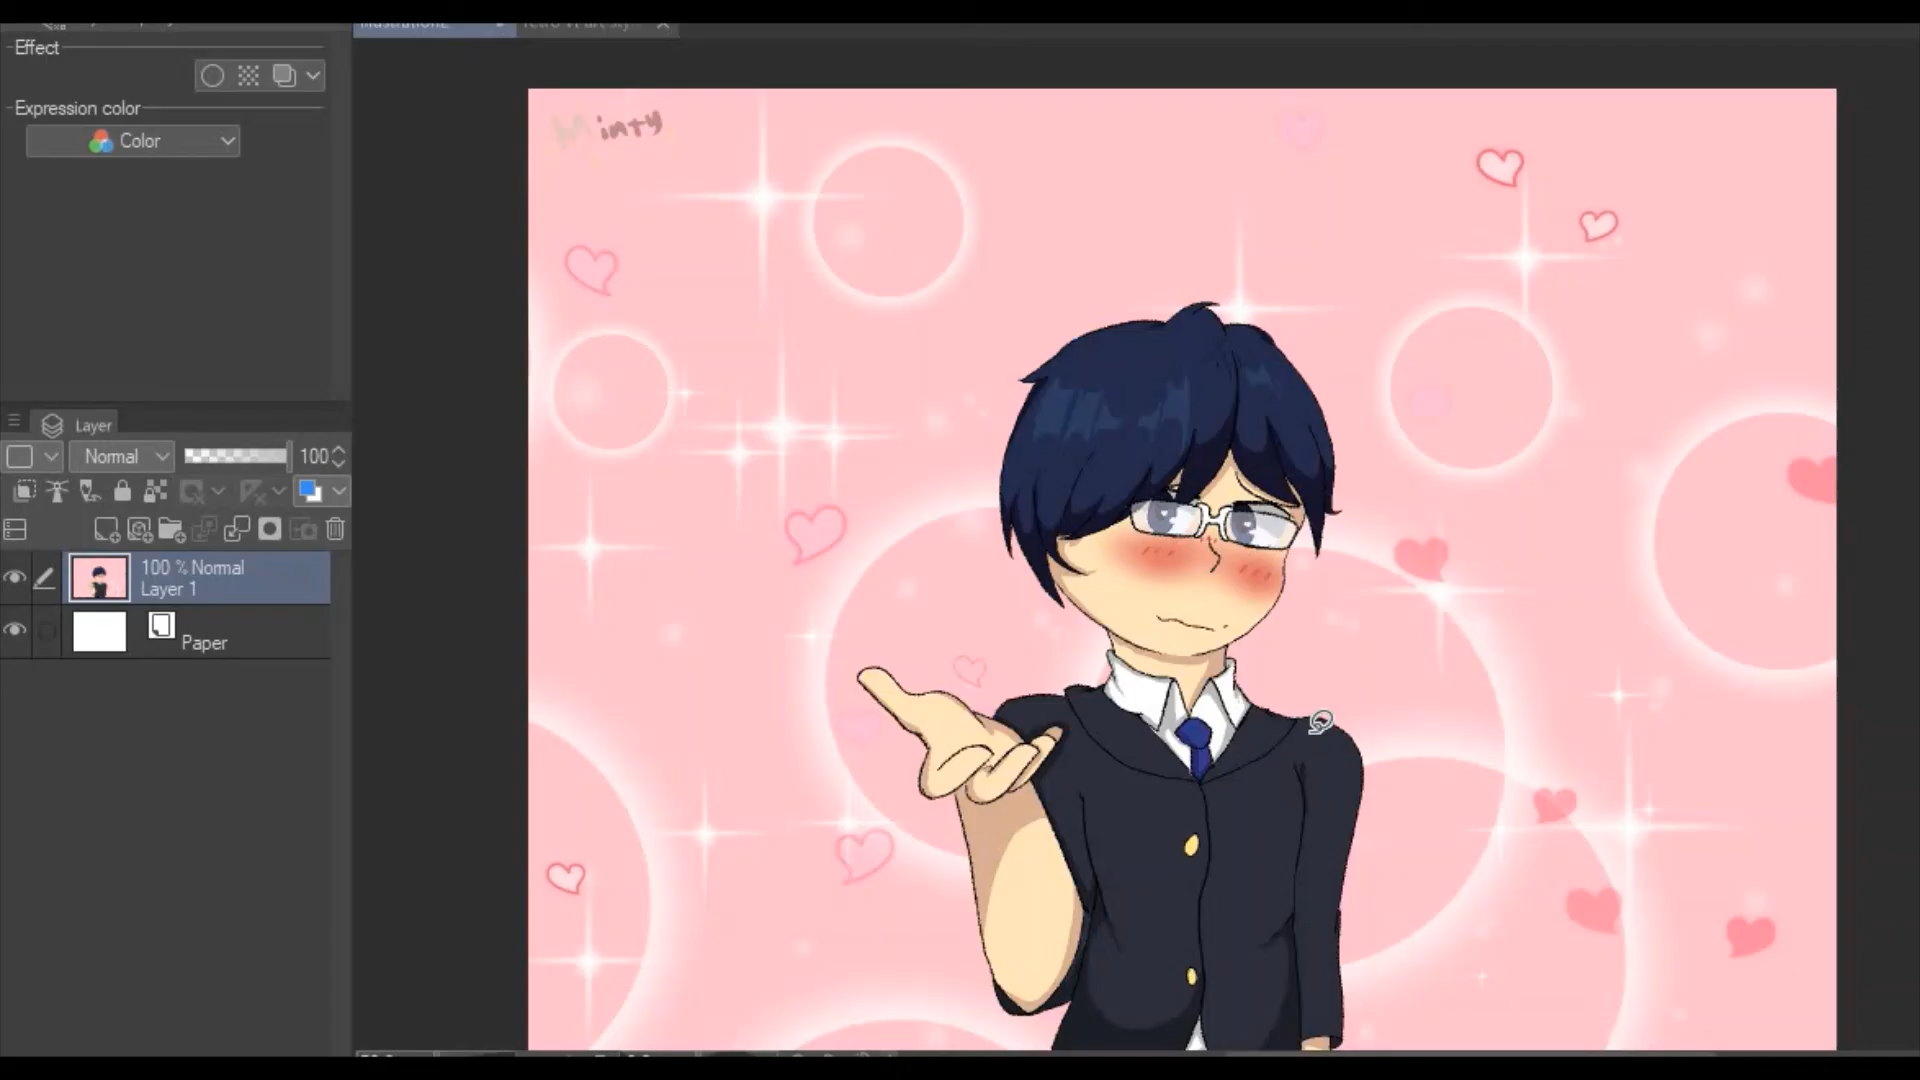 Effect
Expression color
Color
Minty
Layer
Normal
100
100 % Normal
Layer 1
Paper